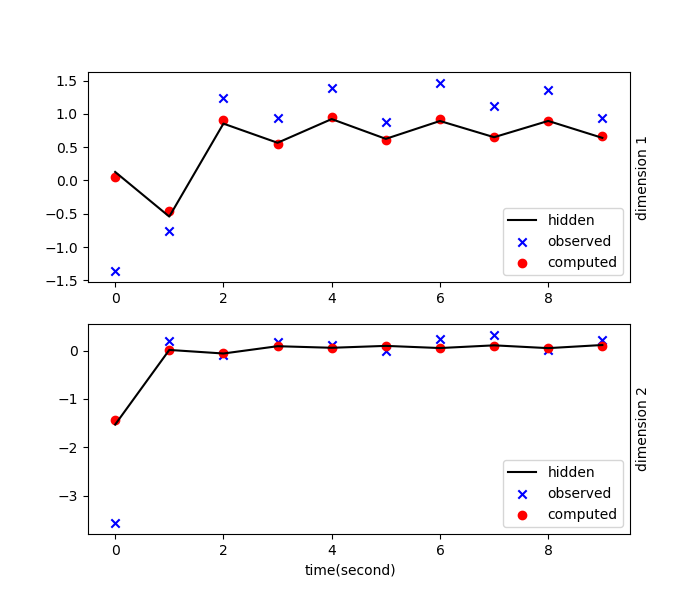 1.5
1.0
0.5
0.0
−0.5
−1.0
−1.5
0 2 4 6 8
hidden
observed
computed
dimension 1
0
−1
−2
−3
0 2 4 6 8
hidden
observed
computed
dimension 2
time(second)